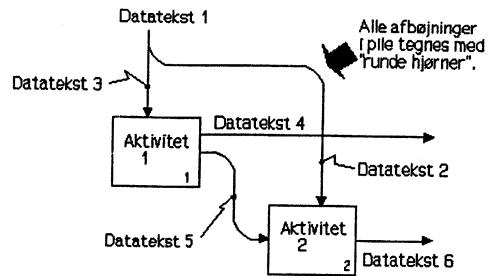 Datatekst 1
Alle afbøjninger
i pile tegnes med
"runde hjørner".
Datatekst 3
Datatekst 4
Aktivitet
1
1
Datatekst 2
Datatekst 5
Aktivitet
2
2
Datatekst 6